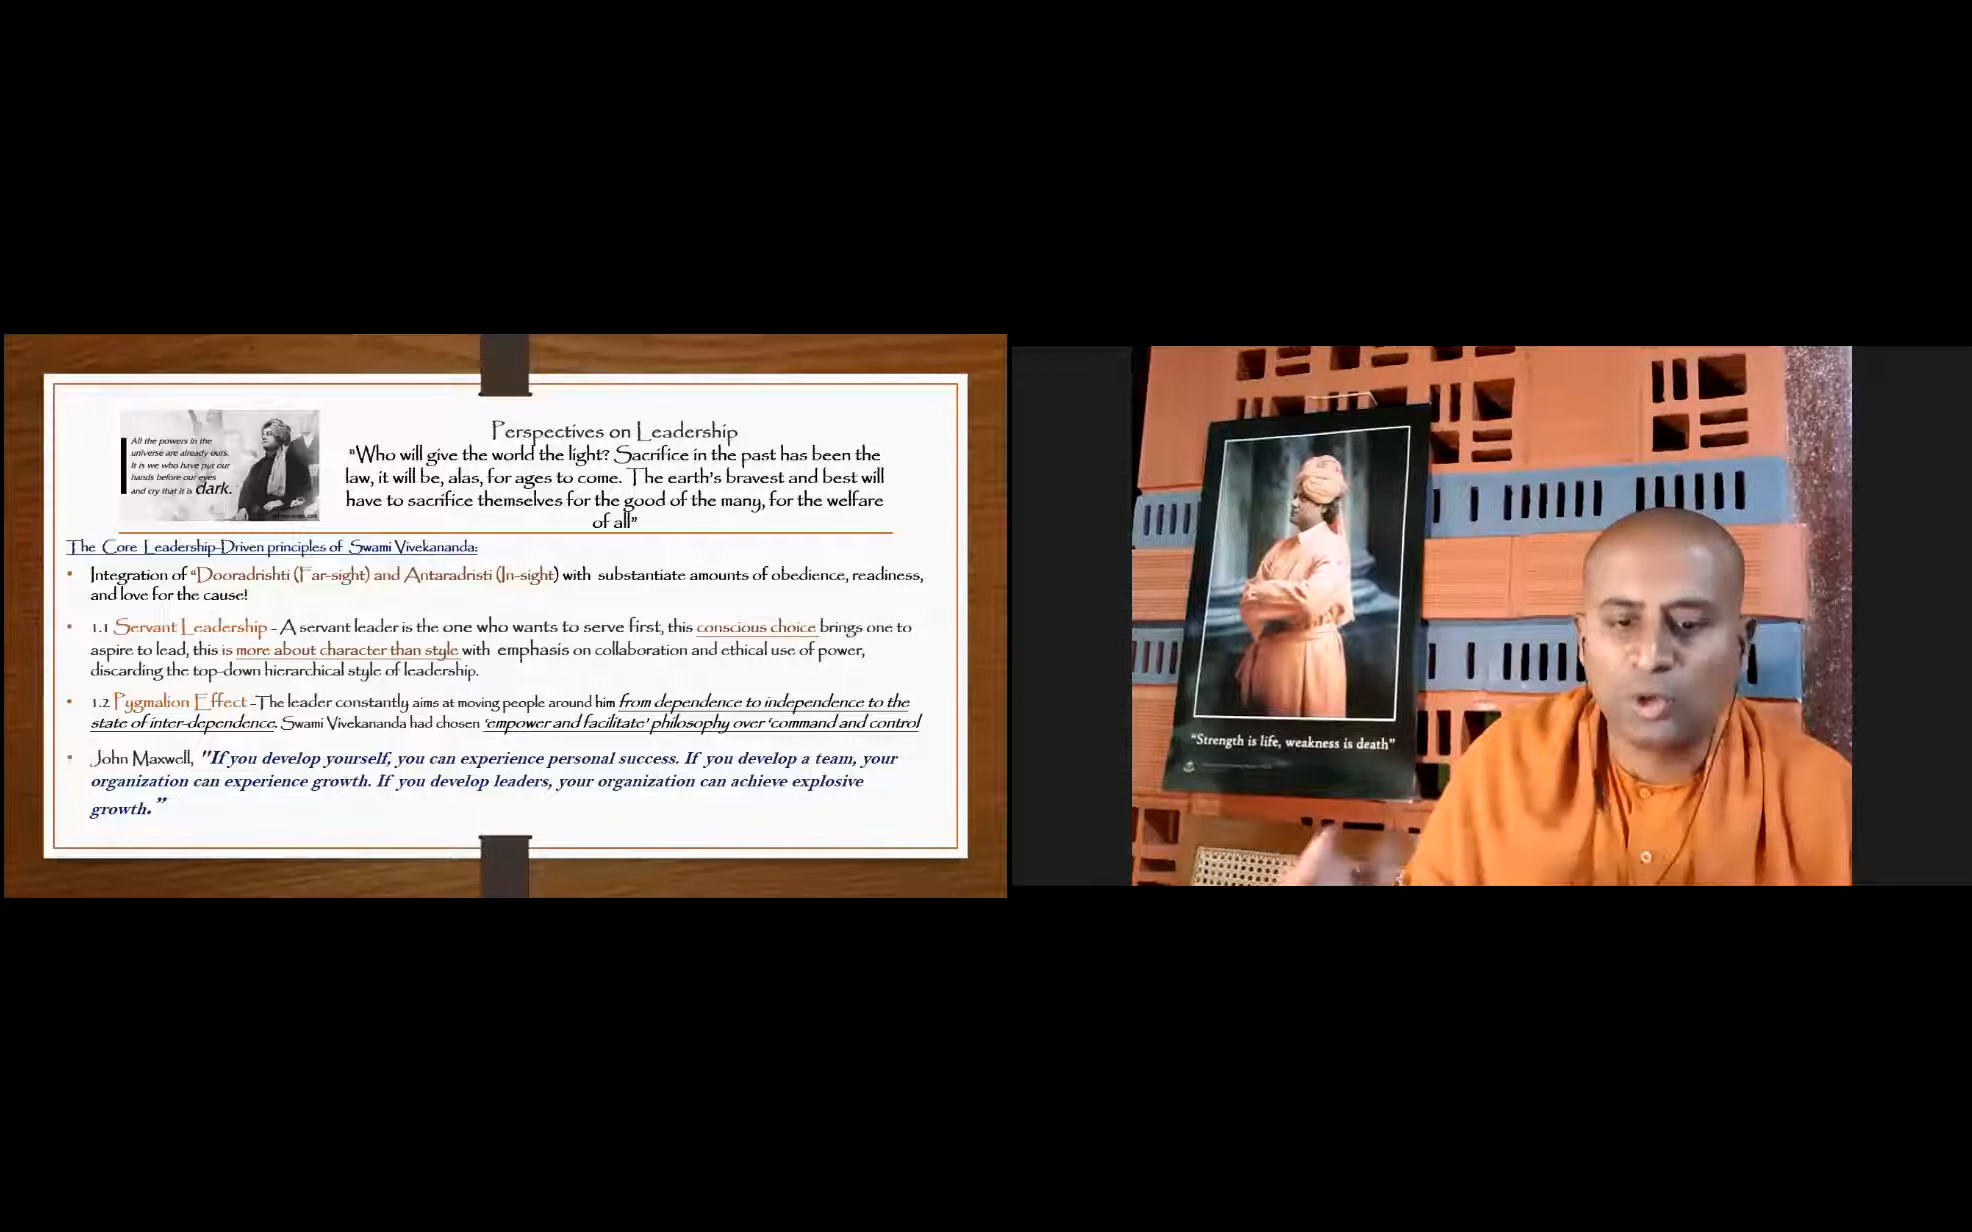 All the powers in the
universe are already ours.
It is we who have put our
hands before our eyes
and cry that it is dark.
Perspectives on Leadership
"Who will give the world the light? Sacrifice in the past has been the
law, it will be, alas, for ages to come. The earth's bravest and best will
have to sacrifice themselves for the good of the many, for the welfare
of all”
The Core Leadership-Driven principles of Swami Vivekananda:
• Integration of “Dooradrishti (Far-sight) and Antaradristi (In-sight) with substantiate amounts of obedience, readiness,
and love for the cause!
• 1.1 Servant Leadership - A servant leader is the one who wants to serve first, this conscious choice brings one to
aspire to lead, this is more about character than style with emphasis on collaboration and ethical use of power,
discarding the top-down hierarchical style of leadership.
• 1.2 Pygmalion Effect -The leader constantly aims at moving people around him from dependence to independence to the
state of inter-dependence. Swami Vivekananda had chosen ‘empower and facilitate’ philosophy over ‘command and control
• John Maxwell, "If you develop yourself, you can experience personal success. If you develop a team, your
organization can experience growth. If you develop leaders, your organization can achieve explosive
growth.”
“Strength is life, weakness is death”